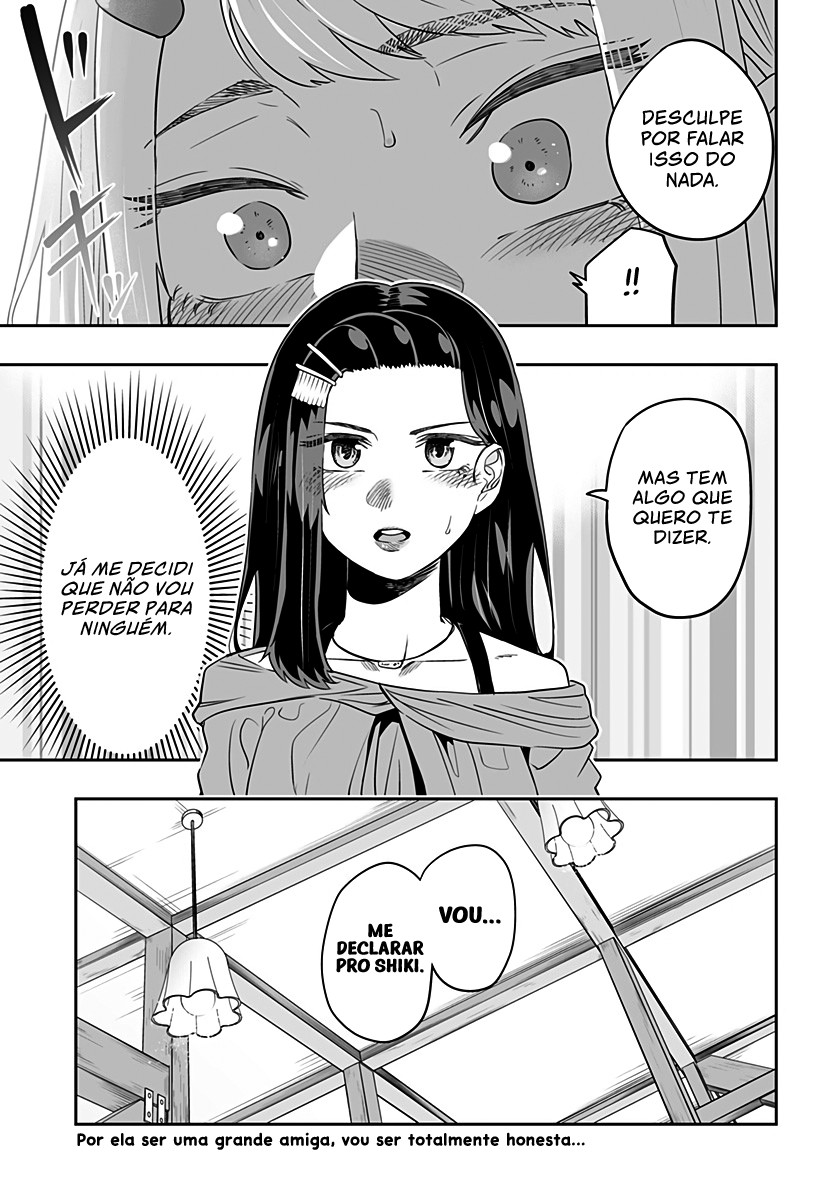 DESCULPE
POR FALAR
ISSO DO
NADA.
!!
ドキッ
MAS TEM
ALGO QUE
QUERO TE
DIZER.
JÁ ME DECIDI
QUE NÃO VOU
PERDER PARA
NINGUÉM.
VOU...
ME
DECLARAR
PRO SHIKI.
Por ela ser uma grande amiga, vou ser totalmente honesta...